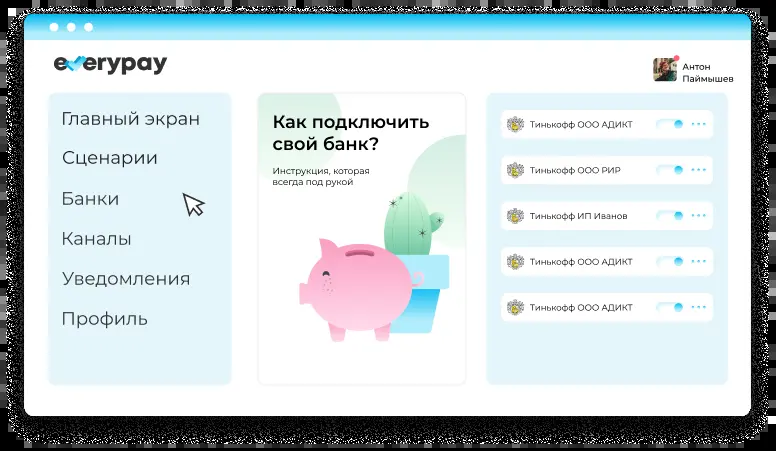 everypay
Антон
Паймышев
Главный экран
Сценарии
Банки
Каналы
Уведомления
Профиль
Как подключить
свой банк?
Инструкция, которая
всегда под рукой
Тинькофф ООО АДИКТ
Тинькофф ООО РИР
Тинькофф ИП Иванов
Тинькофф ООО АДИКТ
Тинькофф ООО АДИКТ